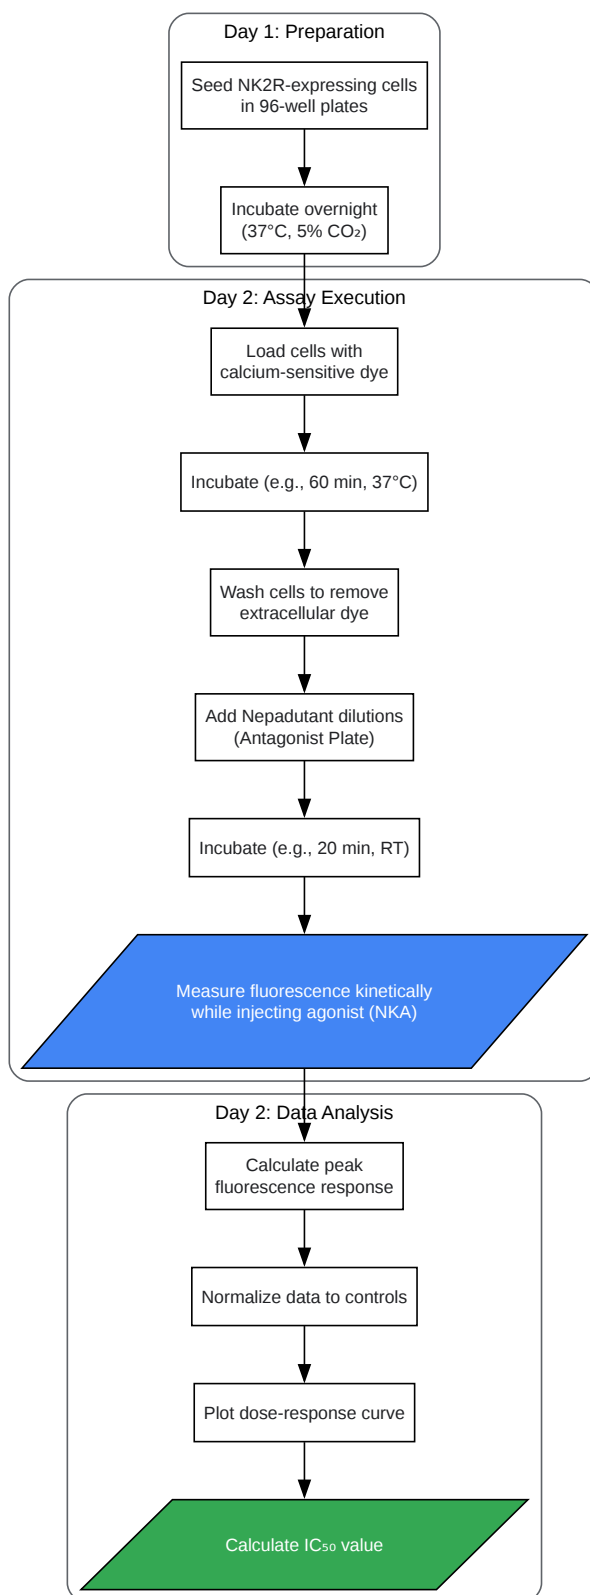 Day 1: Preparation
Seed NK2R-expressing cells
in 96-well plates
Incubate overnight
(37°C, 5% CO₂)
Day 2: Assay Execution
Load cells with
calcium-sensitive dye
Incubate (e.g., 60 min, 37°C)
Wash cells to remove
extracellular dye
Add Nepadutant dilutions
(Antagonist Plate)
Incubate (e.g., 20 min, RT)
Measure fluorescence kinetically
while injecting agonist (NKA)
Day 2: Data Analysis
Calculate peak
fluorescence response
Normalize data to controls
Plot dose-response curve
Calculate IC₅₀ value